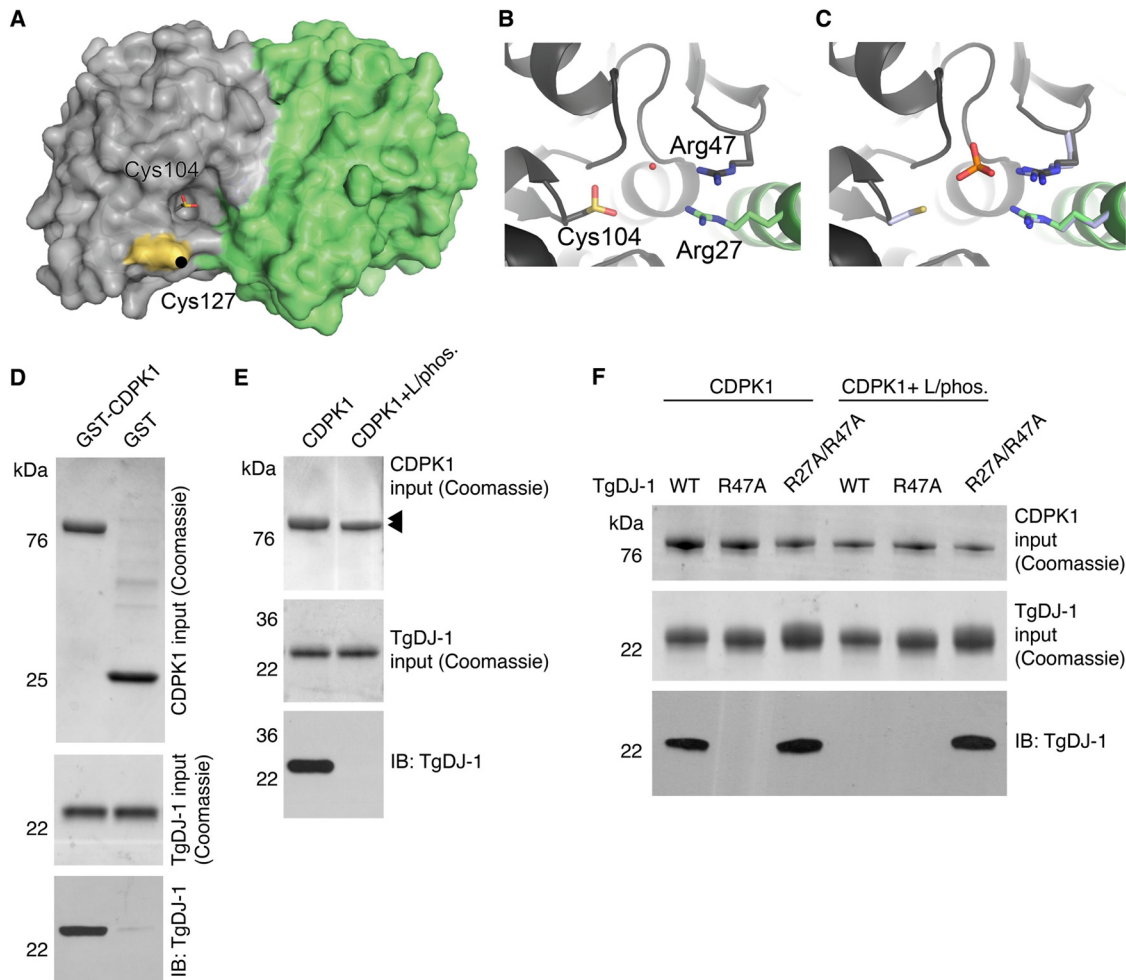 A
Cys104
Cys127
B
Arg47
Cys104
Arg27
C
D
GST-CDPK1
GST
kDa
76
25
CDPK1 input (Coomassie)
22
TgDJ-1 input
(Coomassie)
22
IB: TgDJ-1
E
CDPK1
CDPK1+L/phos.
kDa
76
CDPK1
input (Coomassie)
36
22
TgDJ-1
input (Coomassie)
36
22
IB: TgDJ-1
F
CDPK1
CDPK1+ L/phos.
TgDJ-1 WT R47A R27A/R47A WT R47A R27A/R47A
kDa
76
CDPK1
input
(Coomassie)
22
TgDJ-1
input
(Coomassie)
22
IB: TgDJ-1